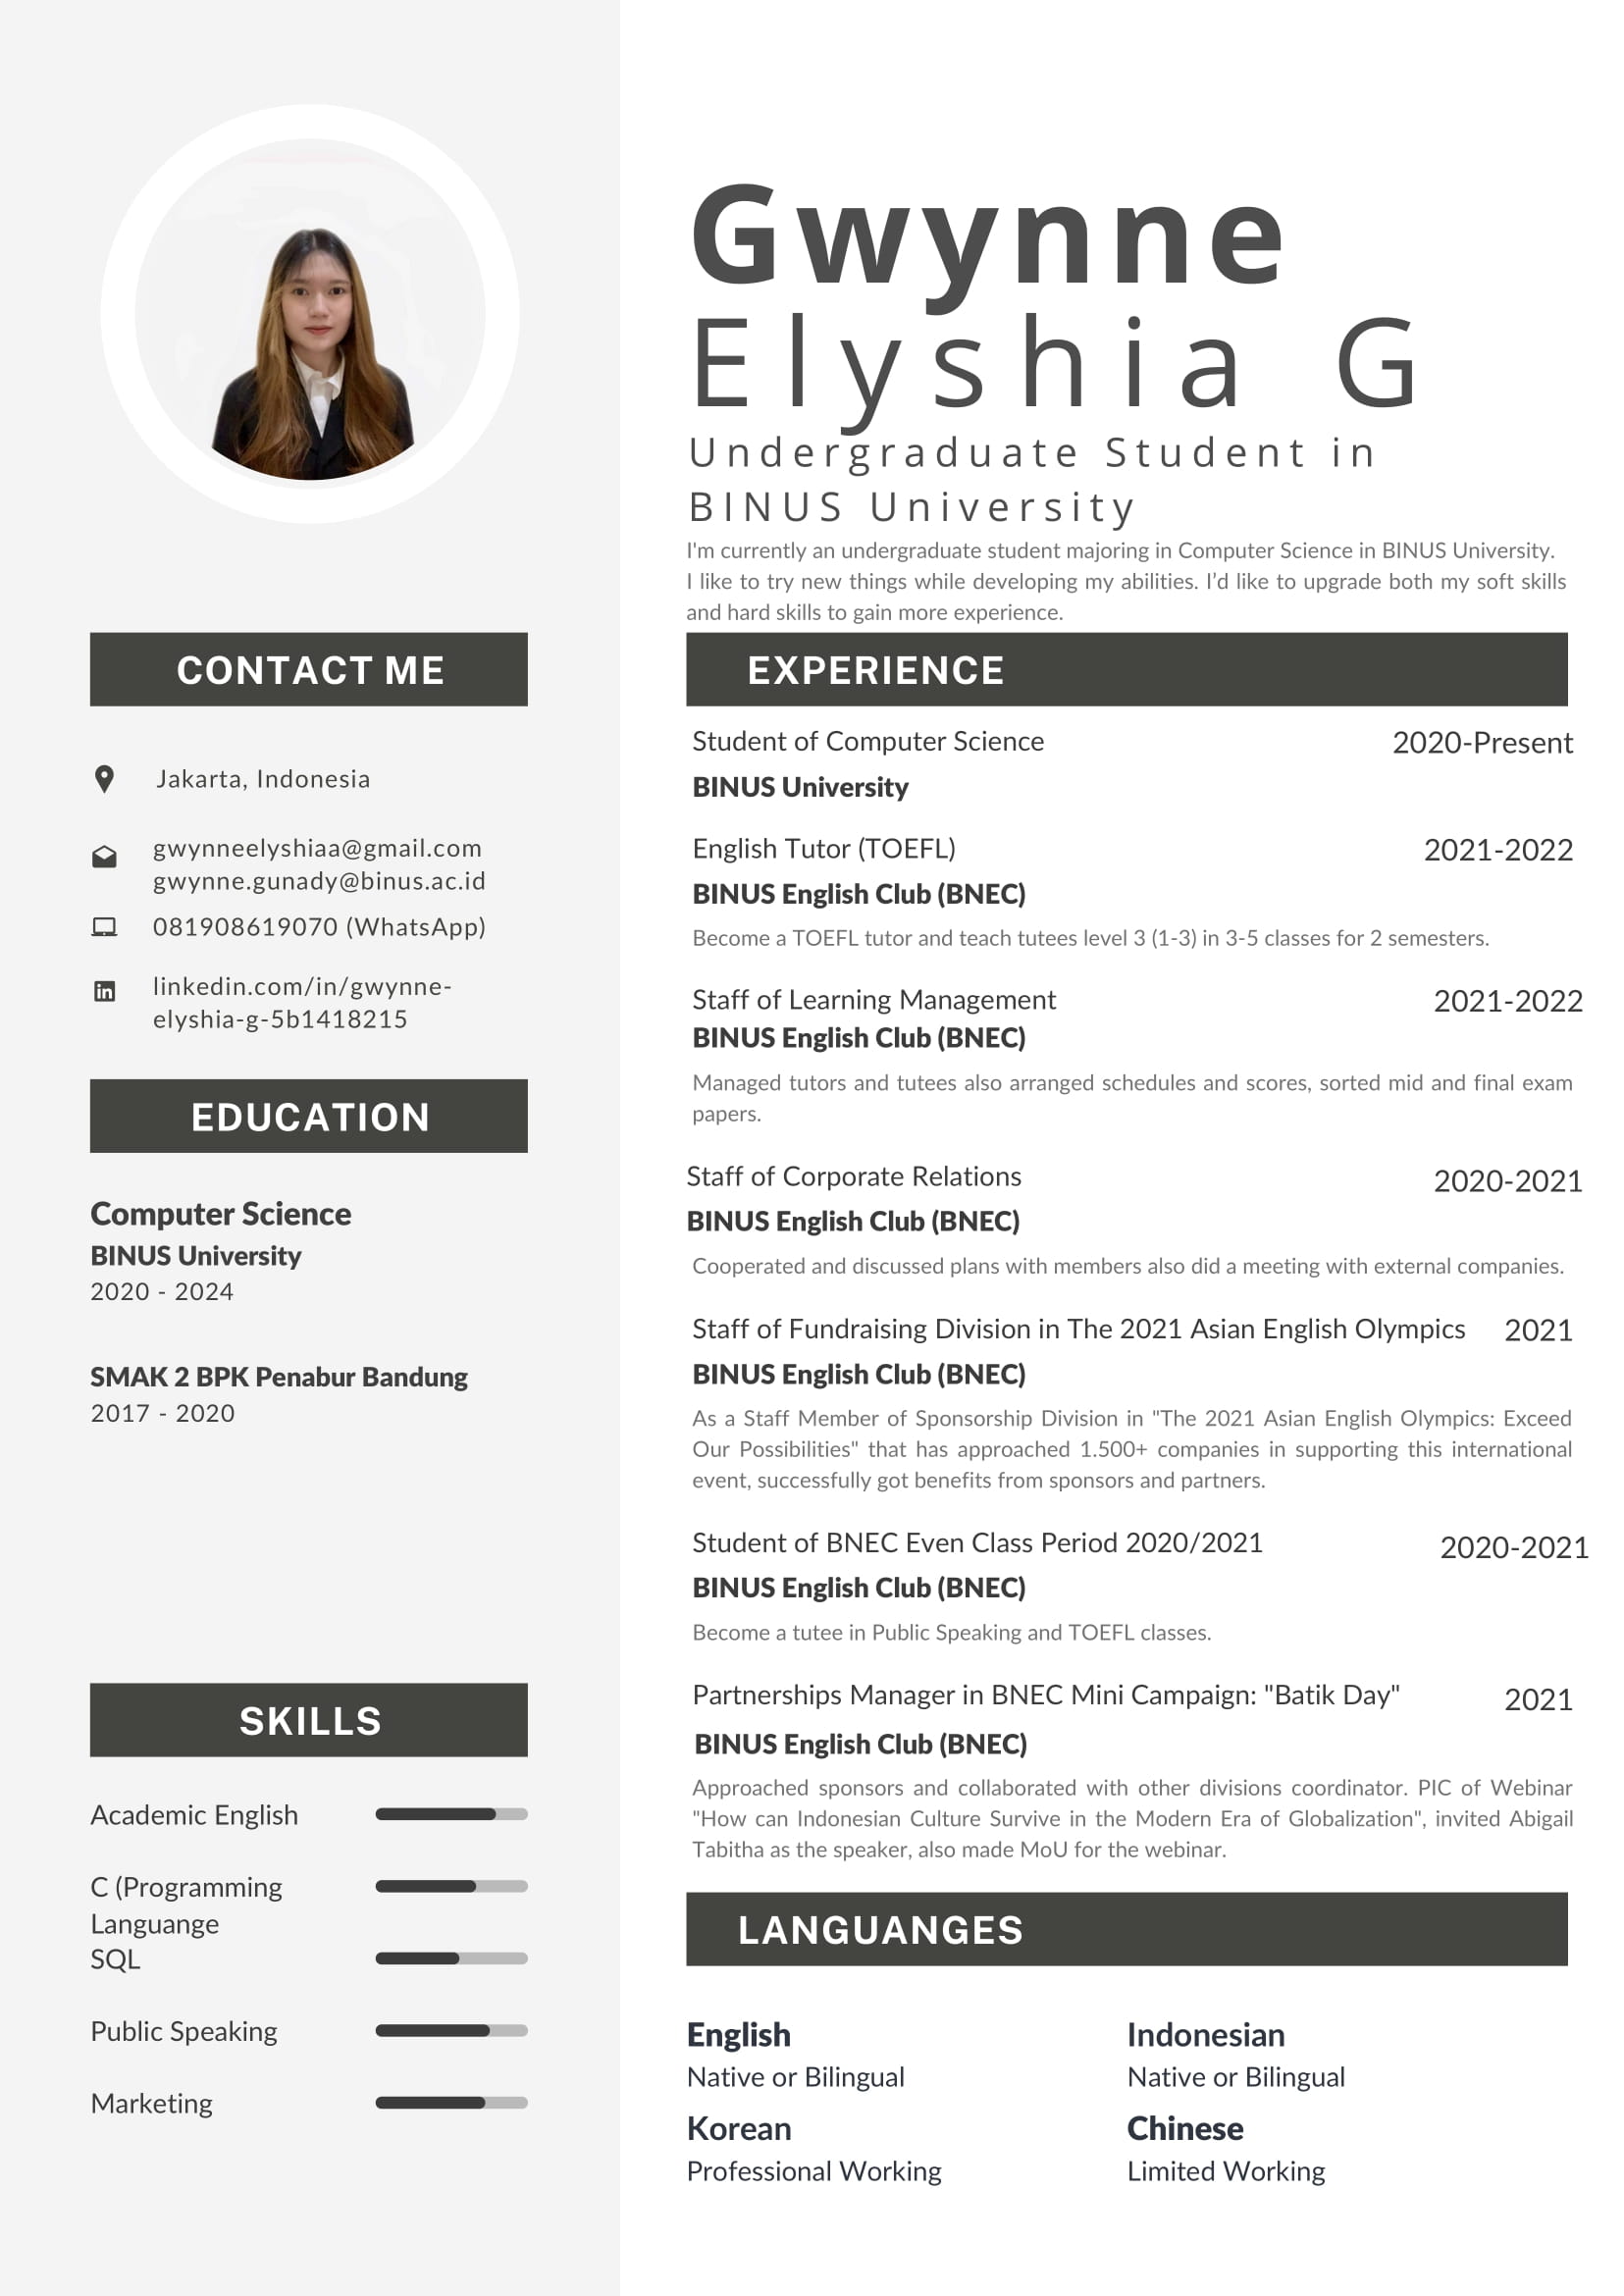 Gwynne
Elyshia G
Undergraduate Student in
BINUS University
I'm currently an undergraduate student majoring in Computer Science in BINUS University.
I like to try new things while developing my abilities. I’d like to upgrade both my soft skills
and hard skills to gain more experience.
CONTACT ME
Jakarta, Indonesia
gwynneelyshiaa@gmail.com
gwynne.gunady@binus.ac.id
081908619070 (WhatsApp)
linkedin.com/in/gwynne-
elyshia-g-5b1418215
EDUCATION
Computer Science
BINUS University
2020 - 2024
SMAK 2 BPK Penabur Bandung
2017 - 2020
SKILLS
Academic English
C (Programming
Languange
SQL
Public Speaking
Marketing
EXPERIENCE
Student of Computer Science 2020-Present
BINUS University
English Tutor (TOEFL) 2021-2022
BINUS English Club (BNEC)
Become a TOEFL tutor and teach tutees level 3 (1-3) in 3-5 classes for 2 semesters.
Staff of Learning Management 2021-2022
BINUS English Club (BNEC)
Managed tutors and tutees also arranged schedules and scores, sorted mid and final exam
papers.
Staff of Corporate Relations 2020-2021
BINUS English Club (BNEC)
Cooperated and discussed plans with members also did a meeting with external companies.
Staff of Fundraising Division in The 2021 Asian English Olympics 2021
BINUS English Club (BNEC)
As a Staff Member of Sponsorship Division in "The 2021 Asian English Olympics: Exceed
Our Possibilities" that has approached 1.500+ companies in supporting this international
event, successfully got benefits from sponsors and partners.
Student of BNEC Even Class Period 2020/2021 2020-2021
BINUS English Club (BNEC)
Become a tutee in Public Speaking and TOEFL classes.
Partnerships Manager in BNEC Mini Campaign: "Batik Day" 2021
BINUS English Club (BNEC)
Approached sponsors and collaborated with other divisions coordinator. PIC of Webinar
"How can Indonesian Culture Survive in the Modern Era of Globalization", invited Abigail
Tabitha as the speaker, also made MoU for the webinar.
LANGUANGES
English
Native or Bilingual
Indonesian
Native or Bilingual
Korean
Professional Working
Chinese
Limited Working